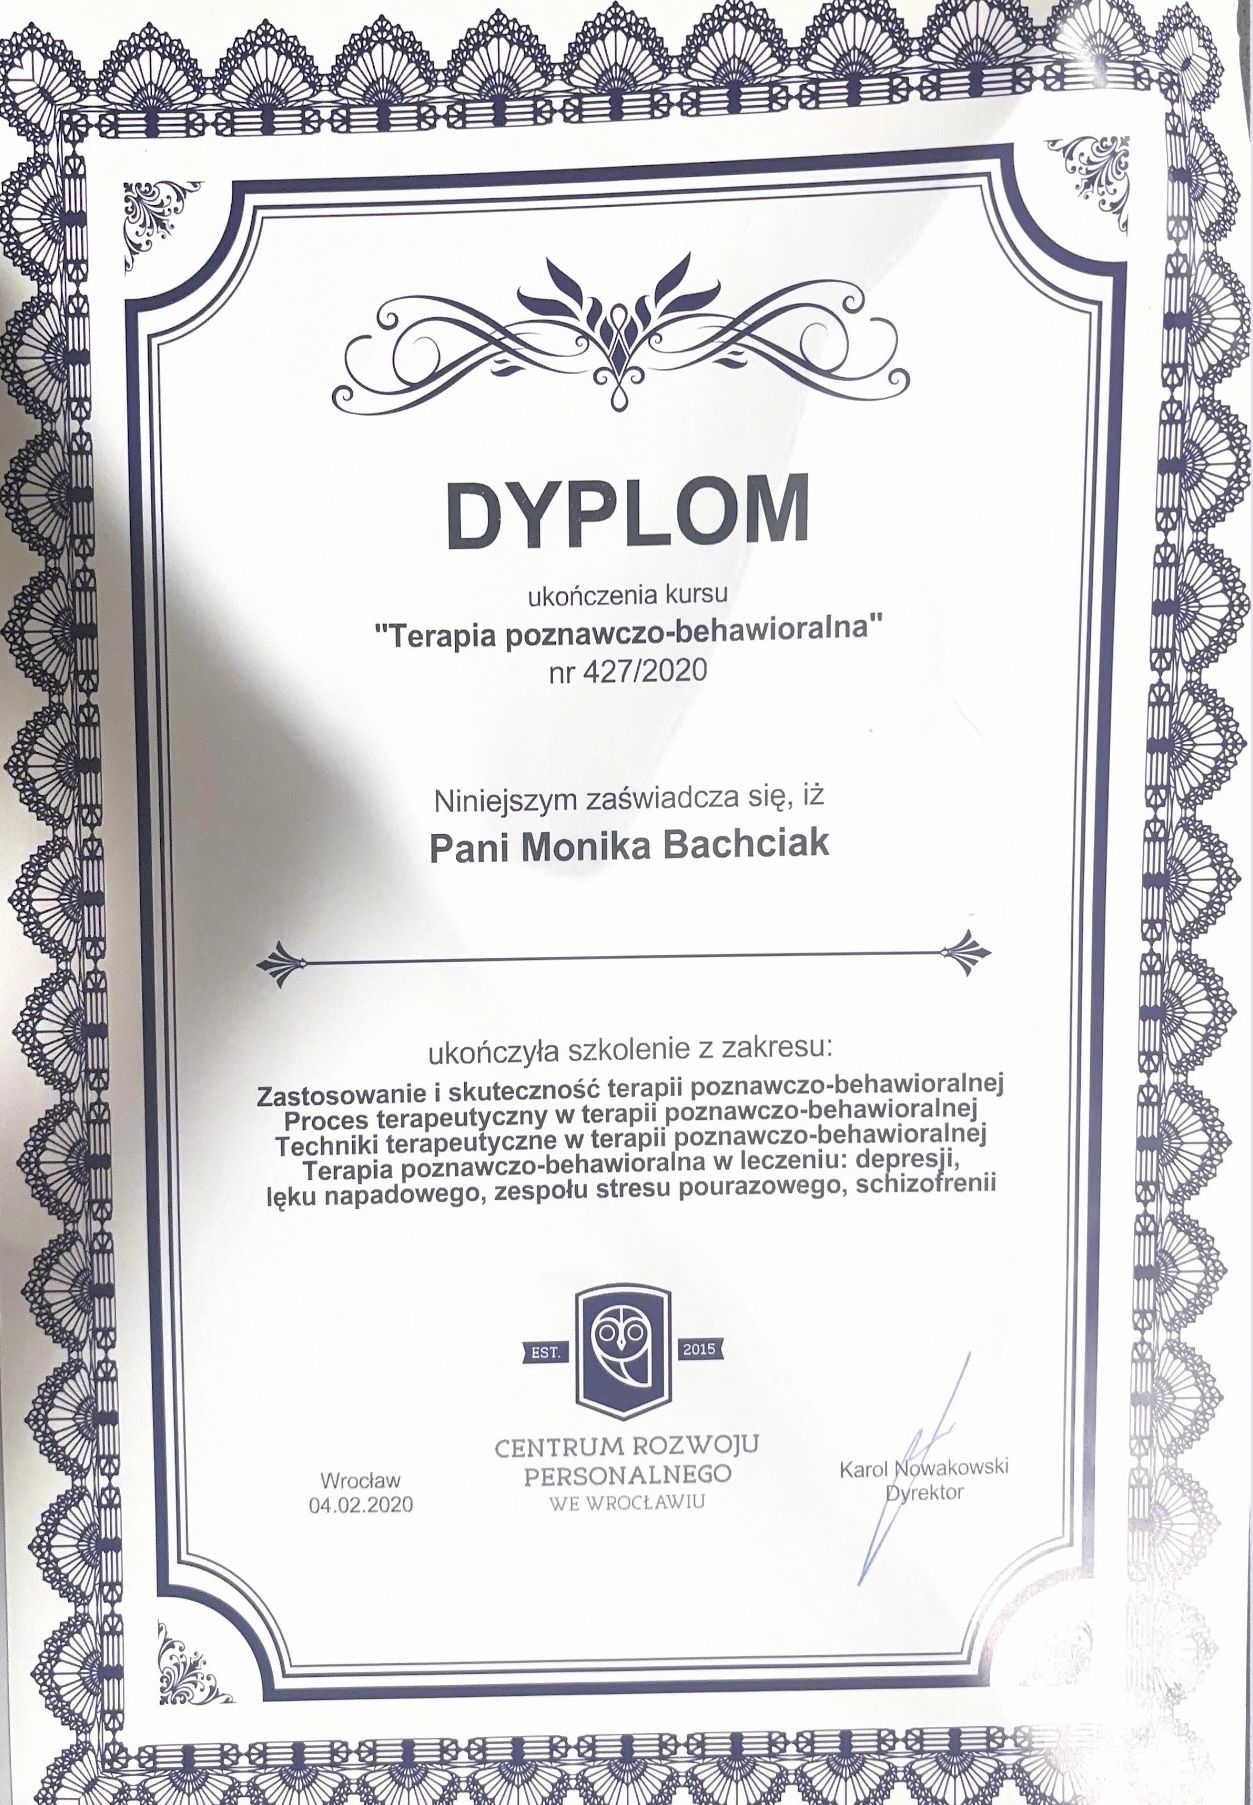 DYPLOM
ukończenia kursu
"Terapia poznawczo-behawioralna"
nr 427/2020
Niniejszym zaświadcza się, iż
Pani Monika Bachciak
ukończyła szkolenie z zakresu:
Zastosowanie i skuteczność terapii poznawczo-behawioralnej
Proces terapeutyczny w terapii poznawczo-behawioralnej
Techniki terapeutyczne w terapii poznawczo-behawioralnej
Terapia poznawczo-behawioralna w leczeniu: depresji,
lęku napadowego, zespołu stresu pourazowego, schizofrenii
EST. 2015
CENTRUM ROZWOJU
PERSONALNEGO
WE WROCŁAWIU
Wrocław
04.02.2020
Karol Nowakowski
Dyrektor